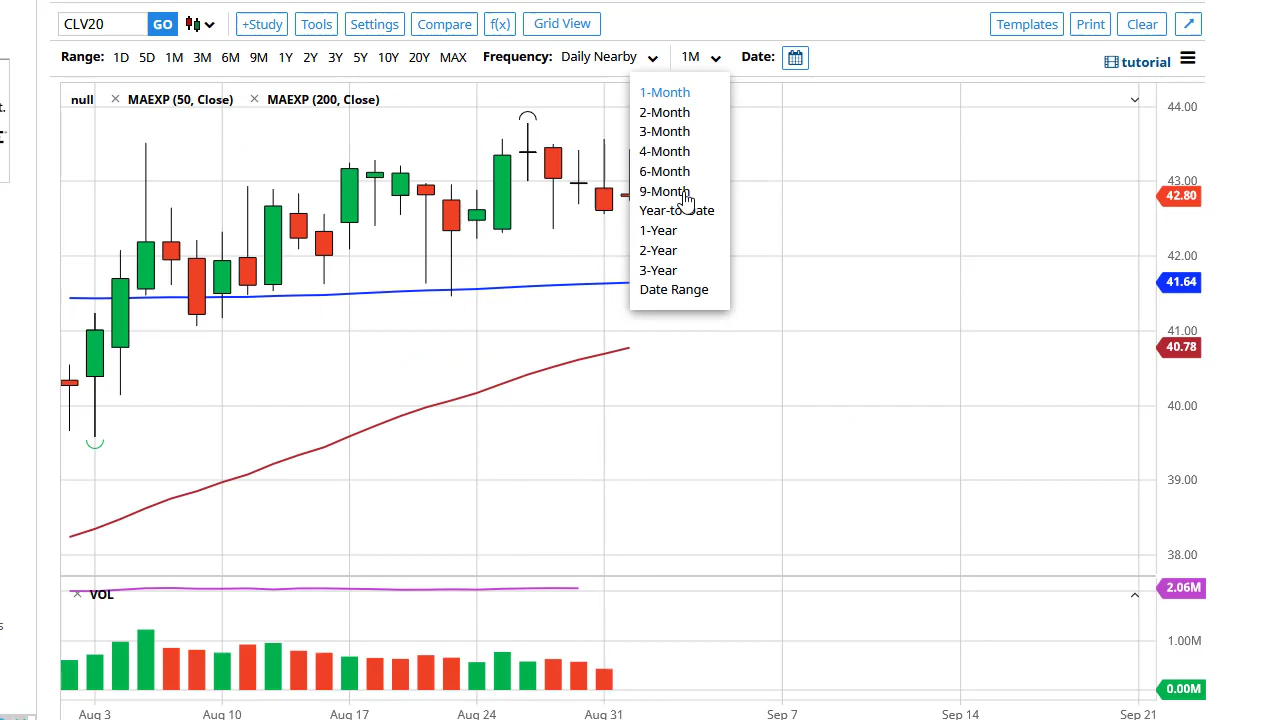 CLV20 GO +Study Tools Settings Compare f(x) Grid View Templates Print Clear
Range: 1D 5D 1M 3M 6M 9M 1Y 2Y 3Y 5Y 10Y 20Y MAX Frequency: Daily Nearby 1M Date: tutorial
null MAEXP (50, Close) MAEXP (200, Close)
1-Month
2-Month
3-Month
4-Month
6-Month
9-Month
Year-to-Date
1-Year
2-Year
3-Year
Date Range
44.00
43.00
42.80
42.00
41.64
41.00
40.78
40.00
39.00
38.00
VOL
2.06M
1.00M
0.00M
Aug 3 Aug 10 Aug 17 Aug 24 Aug 31 Sep 7 Sep 14 Sep 21